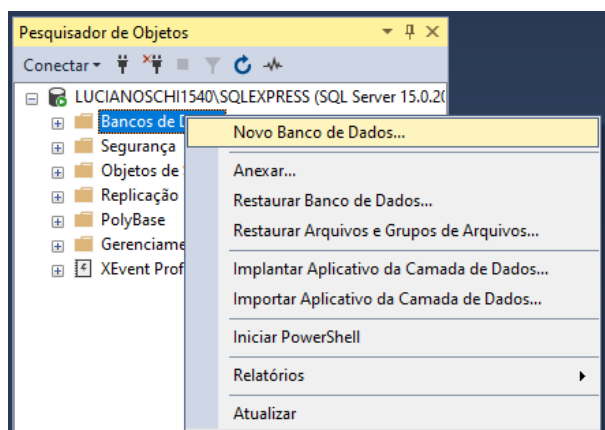 Pesquisador de Objetos
Conectar
LUCIANOSCHI1540\SQLEXPRESS (SQL Server 15.0.2(
Bancos de D
Novo Banco de Dados...
Segurança
Objetos de
Anexar...
Replicação
Restaurar Banco de Dados...
PolyBase
Restaurar Arquivos e Grupos de Arquivos...
Gerenciame
XEvent Prof
Implantar Aplicativo da Camada de Dados...
Importar Aplicativo da Camada de Dados...
Iniciar PowerShell
Relatórios
Atualizar